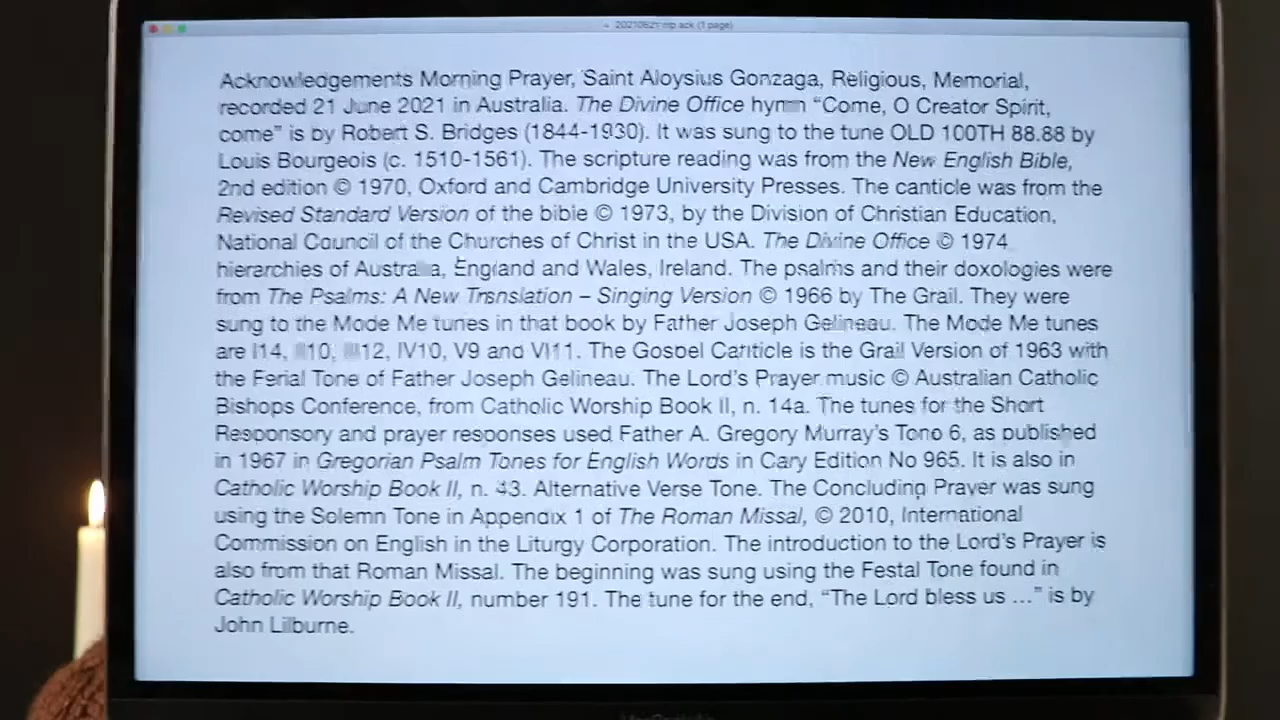 20210621 mp ack (1 page)
Acknowledgements Morning Prayer, Saint Aloysius Gonzaga, Religious, Memorial,
recorded 21 June 2021 in Australia. The Divine Office hymn “Come, O Creator Spirit,
come” is by Robert S. Bridges (1844-1930). It was sung to the tune OLD 100TH 88.88 by
Louis Bourgeois (c. 1510-1561). The scripture reading was from the New English Bible,
2nd edition © 1970, Oxford and Cambridge University Presses. The canticle was from the
Revised Standard Version of the bible © 1973, by the Division of Christian Education,
National Council of the Churches of Christ in the USA. The Divine Office © 1974
hierarchies of Australia, England and Wales, Ireland. The psalms and their doxologies were
from The Psalms: A New Translation – Singing Version © 1966 by The Grail. They were
sung to the Mode Me tunes in that book by Father Joseph Gelineau. The Mode Me tunes
are I14, II10, III12, IV10, V9 and VI11. The Gospel Canticle is the Grail Version of 1963 with
the Ferial Tone of Father Joseph Gelineau. The Lord’s Prayer music © Australian Catholic
Bishops Conference, from Catholic Worship Book II, n. 14a. The tunes for the Short
Responsory and prayer responses used Father A. Gregory Murray’s Tone 6, as published
in 1967 in Gregorian Psalm Tones for English Words in Cary Edition No 965. It is also in
Catholic Worship Book II, n. 43. Alternative Verse Tone. The Concluding Prayer was sung
using the Solemn Tone in Appendix 1 of The Roman Missal, © 2010, International
Commission on English in the Liturgy Corporation. The introduction to the Lord’s Prayer is
also from that Roman Missal. The beginning was sung using the Festal Tone found in
Catholic Worship Book II, number 191. The tune for the end, “The Lord bless us ...” is by
John Lilburne.